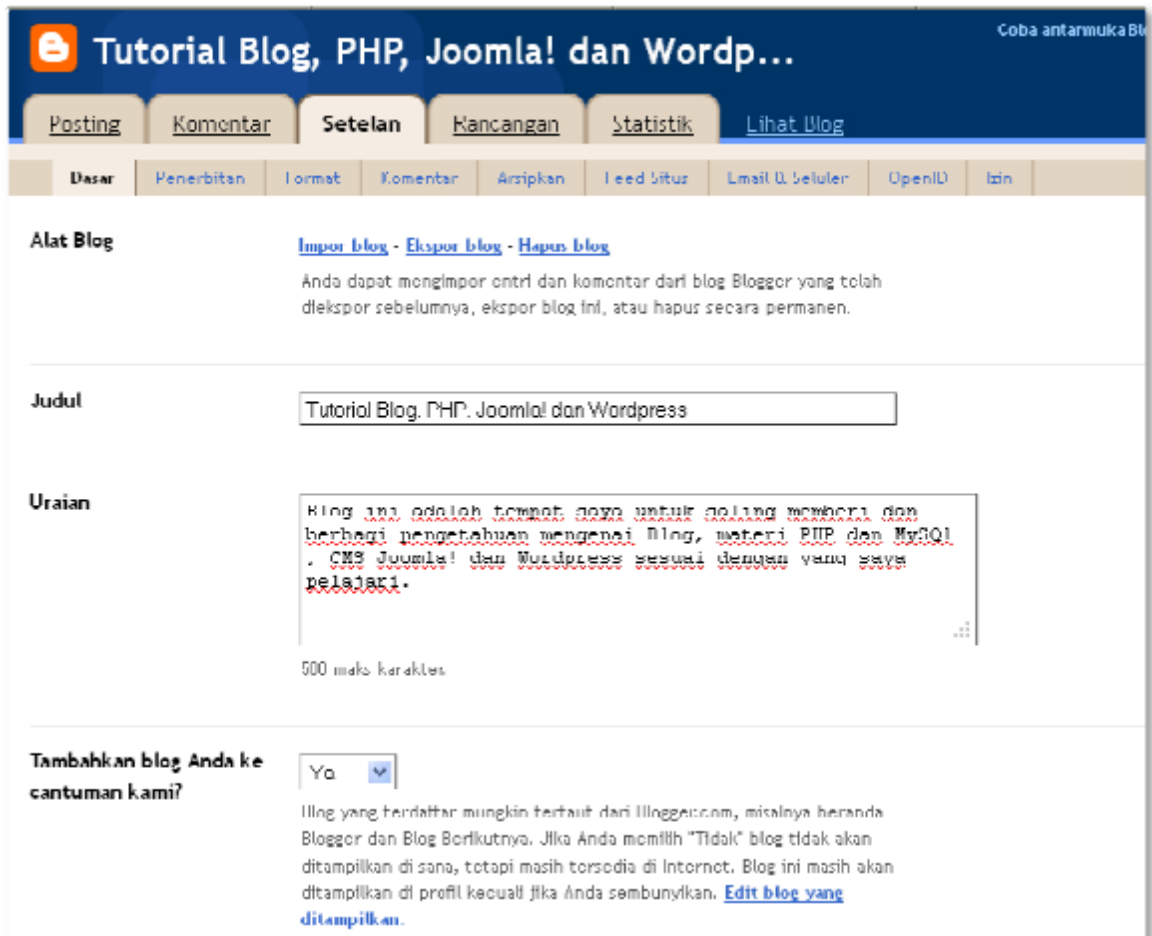 Coba antarmuka Blo
Tutorial Blog, PHP, Joomla! dan Wordp...
Posting Komentar Setelan Rancangan Statistik Lihat Blog
Dasar Penerbitan Format Komentar Arsipkan Feed Situs Email & Seluler OpenID Izin
Alat Blog
Impor blog - Ekspor blog - Hapus blog
Anda dapat mengimpor entri dan komentar dari blog Blogger yang telah
diekspor sebelumnya, ekspor blog ini, atau hapus secara permanen.
Judul
Tutorial Blog, PHP, Joomla! dan Wordpress
Uraian
Blog ini adalah tempat saya untuk saling memberi dan
berbagi pengetahuan mengenai Blog, materi PHP dan MySQl
, CMS Joomla! dan Wordpress sesuai dengan yang saya
pelajari.
500 maks karakter
Tambahkan blog Anda ke
cantuman kami?
Ya
Blog yang terdaftar mungkin tertaut dari Blogger.com, misalnya beranda
Blogger dan Blog Berikutnya. Jika Anda memilih "Tidak" blog tidak akan
ditampilkan di sana, tetapi masih tersedia di Internet. Blog ini masih akan
ditampilkan di profil kecuali jika Anda sembunyikan. Edit blog yang
ditampilkan.